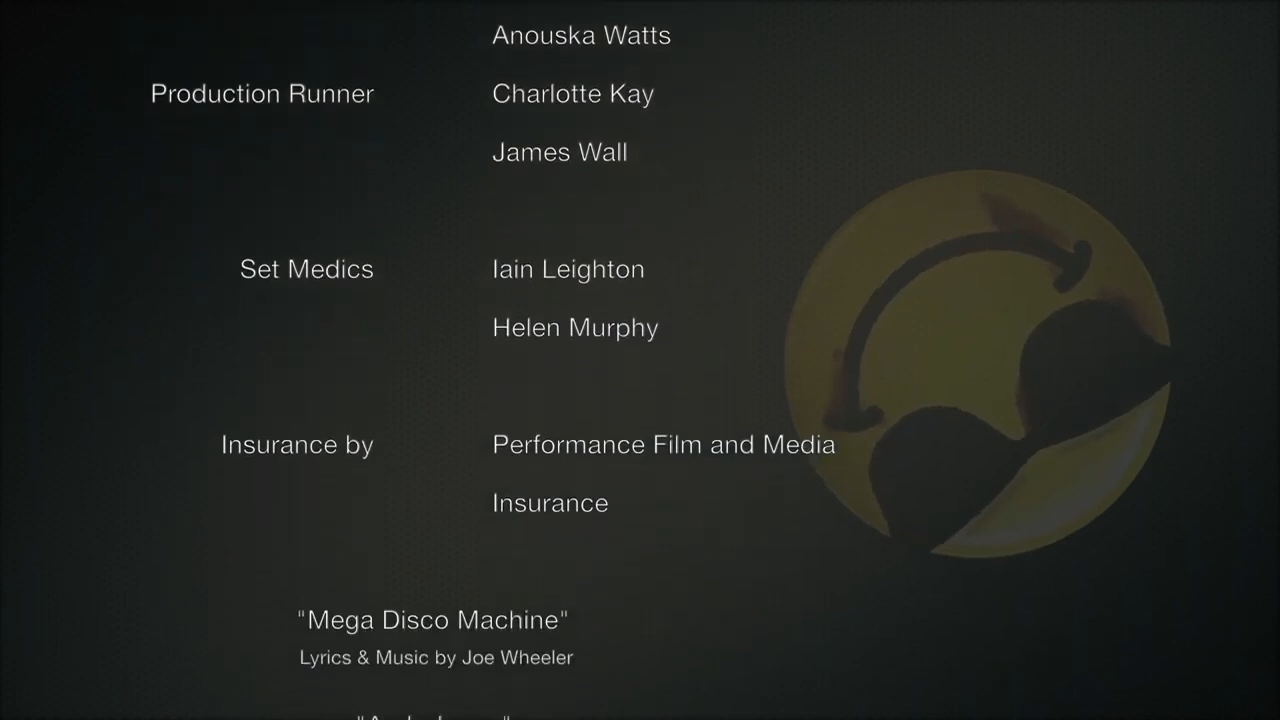 Anouska Watts
Production Runner Charlotte Kay
James Wall
Set Medics Iain Leighton
Helen Murphy
Insurance by Performance Film and Media
Insurance
"Mega Disco Machine"
Lyrics & Music by Joe Wheeler